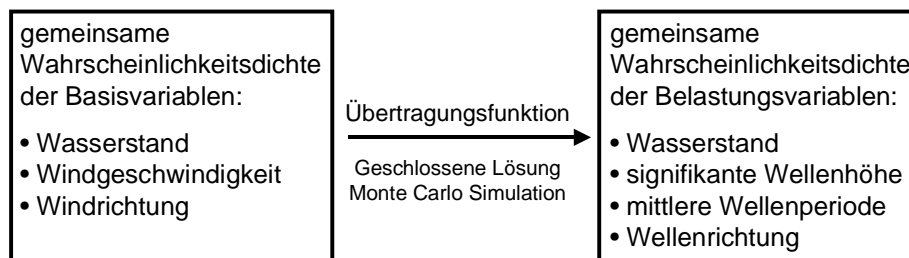 gemeinsame
Wahrscheinlichkeitsdichte
der Basisvariablen:
• Wasserstand
• Windgeschwindigkeit
• Windrichtung
Übertragungsfunktion
Geschlossene Lösung
Monte Carlo Simulation
gemeinsame
Wahrscheinlichkeitsdichte
der Belastungsvariablen:
• Wasserstand
• signifikante Wellenhöhe
• mittlere Wellenperiode
• Wellenrichtung